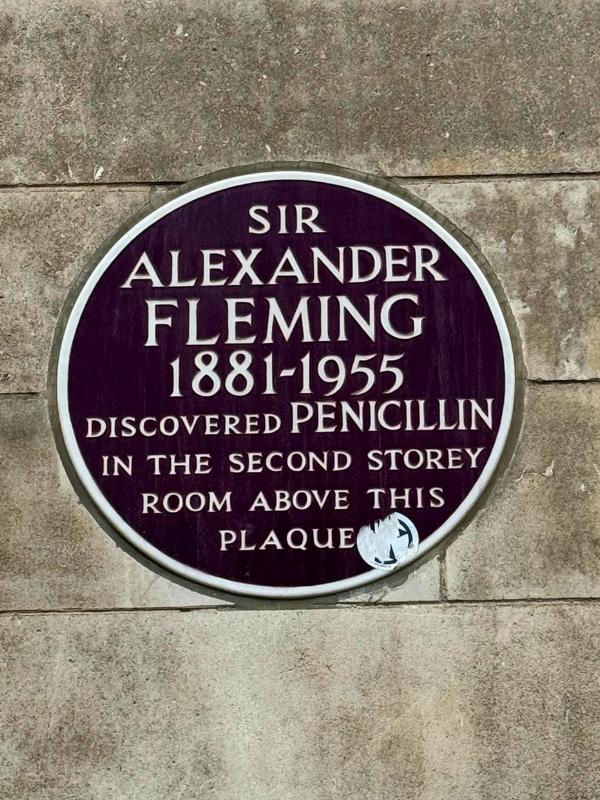 SIR
ALEXANDER
FLEMING
1881-1955
DISCOVERED PENICILLIN
IN THE SECOND STOREY
ROOM ABOVE THIS
PLAQUE